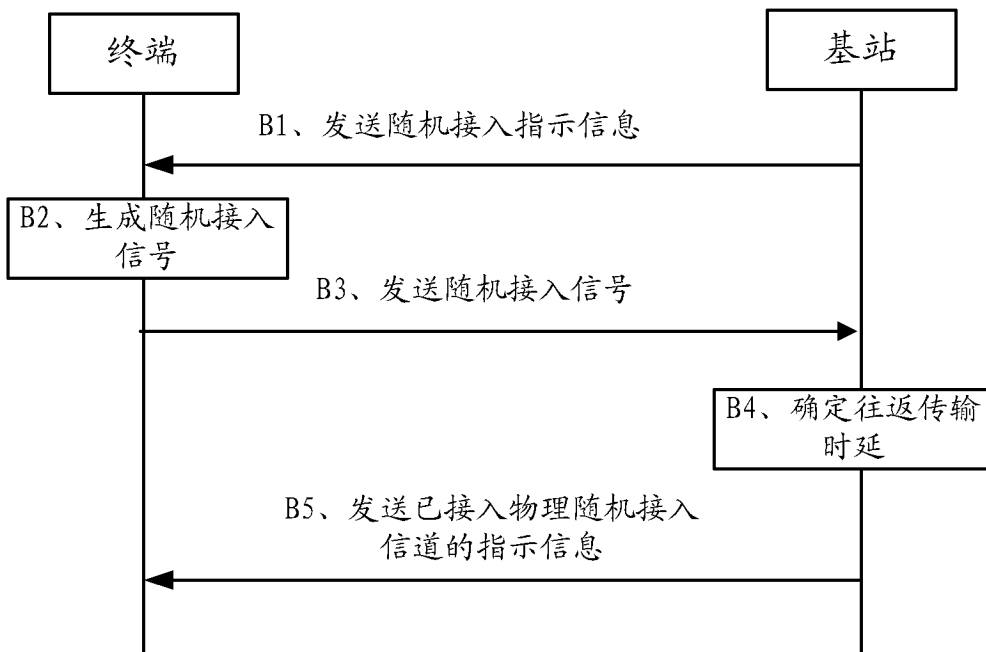 终端
基站
B1、发送随机接入指示信息
B2、生成随机接入
信号
B3、发送随机接入信号
B4、确定往返传输
时延
B5、发送已接入物理随机接入
信道的指示信息